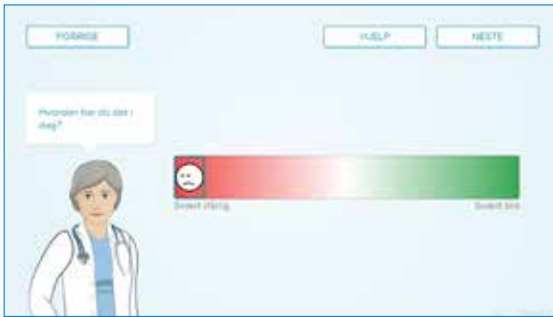 FORRIGE
HJELP
NESTE
Hvordan har du det i
dag?
Svært dårlig
Svært bra